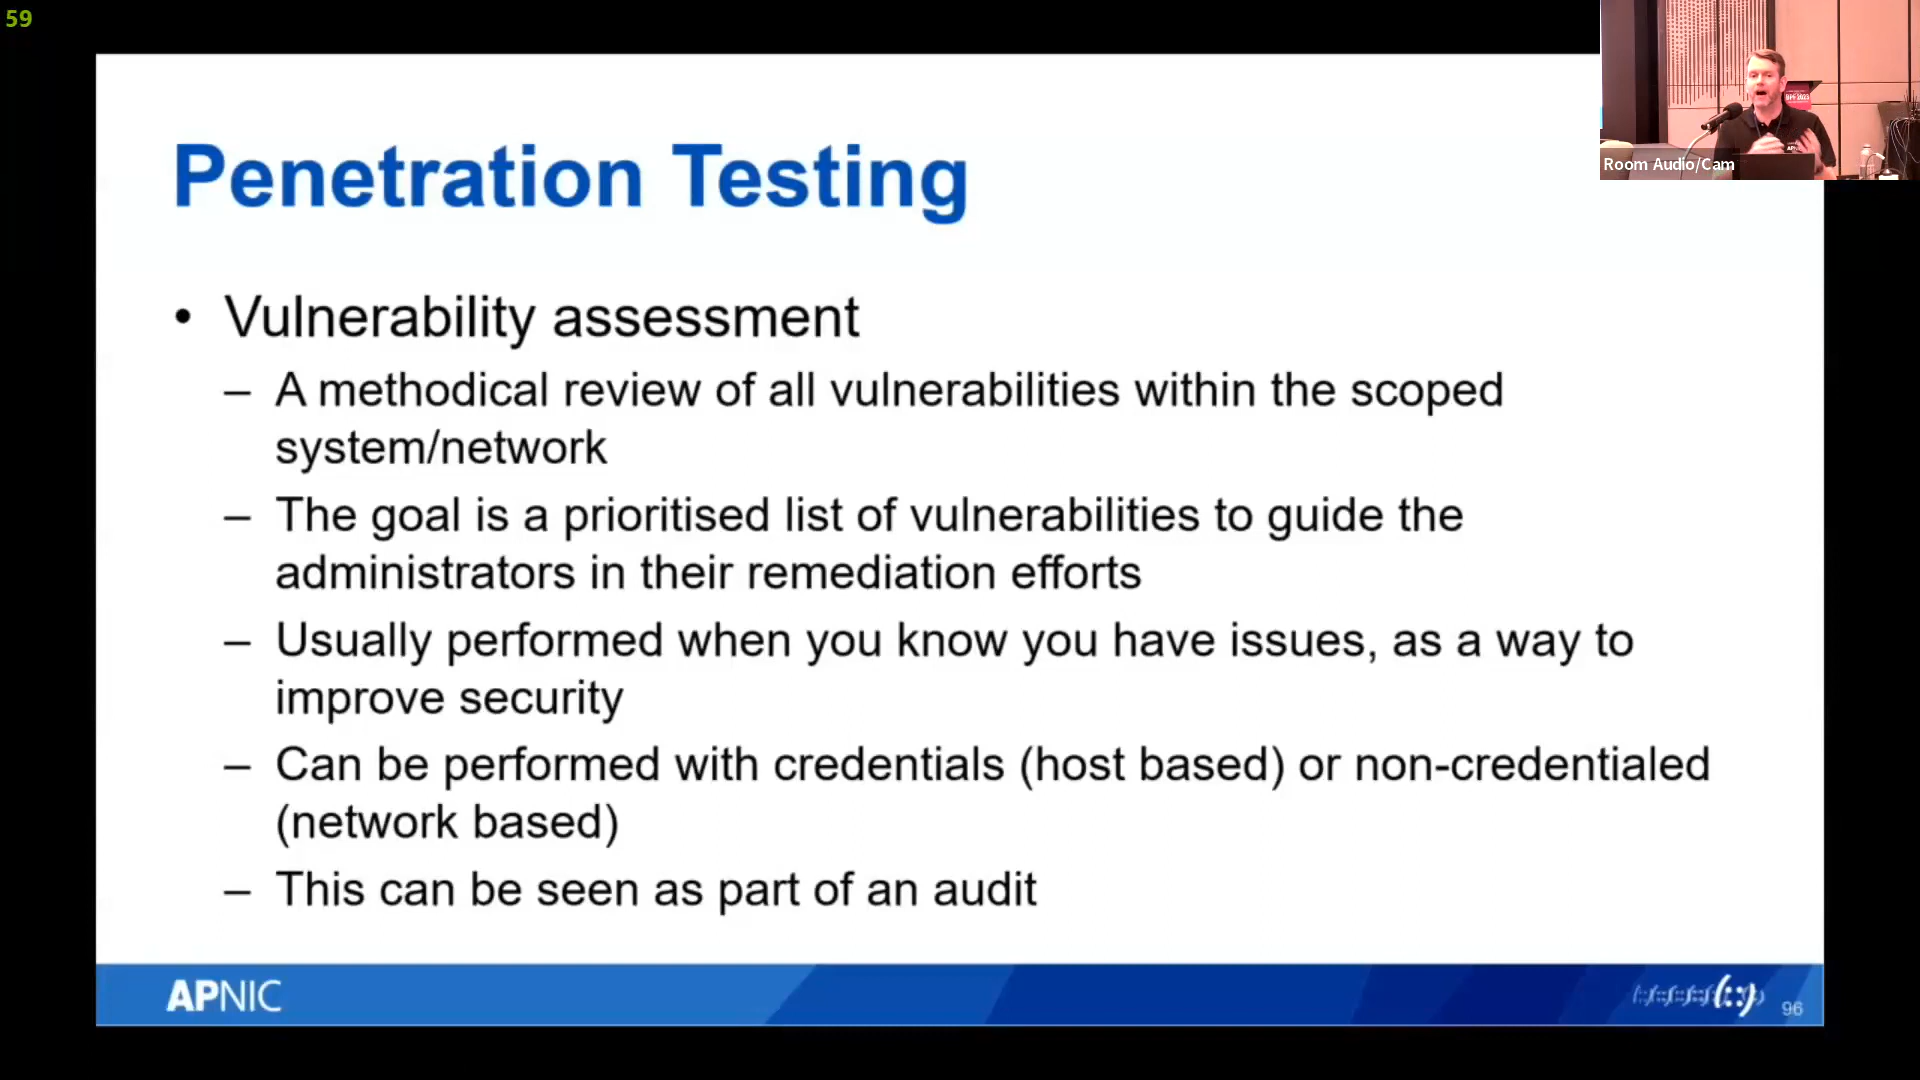 59
Penetration Testing
• Vulnerability assessment
– A methodical review of all vulnerabilities within the scoped
system/network
– The goal is a prioritised list of vulnerabilities to guide the
administrators in their remediation efforts
– Usually performed when you know you have issues, as a way to
improve security
– Can be performed with credentials (host based) or non-credentialed
(network based)
– This can be seen as part of an audit
APNIC
96
Room Audio/Cam